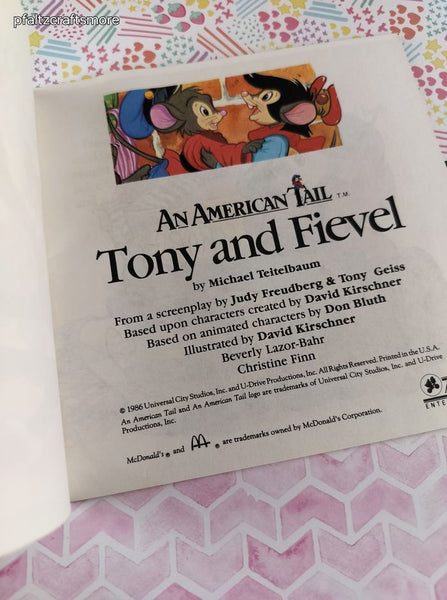 pfaltzcraftsmore
AN AMERICAN TAIL T.M.
Tony and Fievel
by Michael Teitelbaum
From a screenplay by Judy Freudberg & Tony Geiss
Based upon characters created by David Kirschner
Based on animated characters by Don Bluth
Illustrated by David Kirschner
Beverly Lazor-Bahr
Christine Finn
© 1986 Universal City Studios, Inc. and U-Drive Productions, Inc. All Rights Reserved. Printed in the U.S.A.
An American Tail and An American Tail logo are trademarks of Universal City Studios, Inc. and U-Drive
Productions, Inc.
McDonald's ® and ® are trademarks owned by McDonald's Corporation.